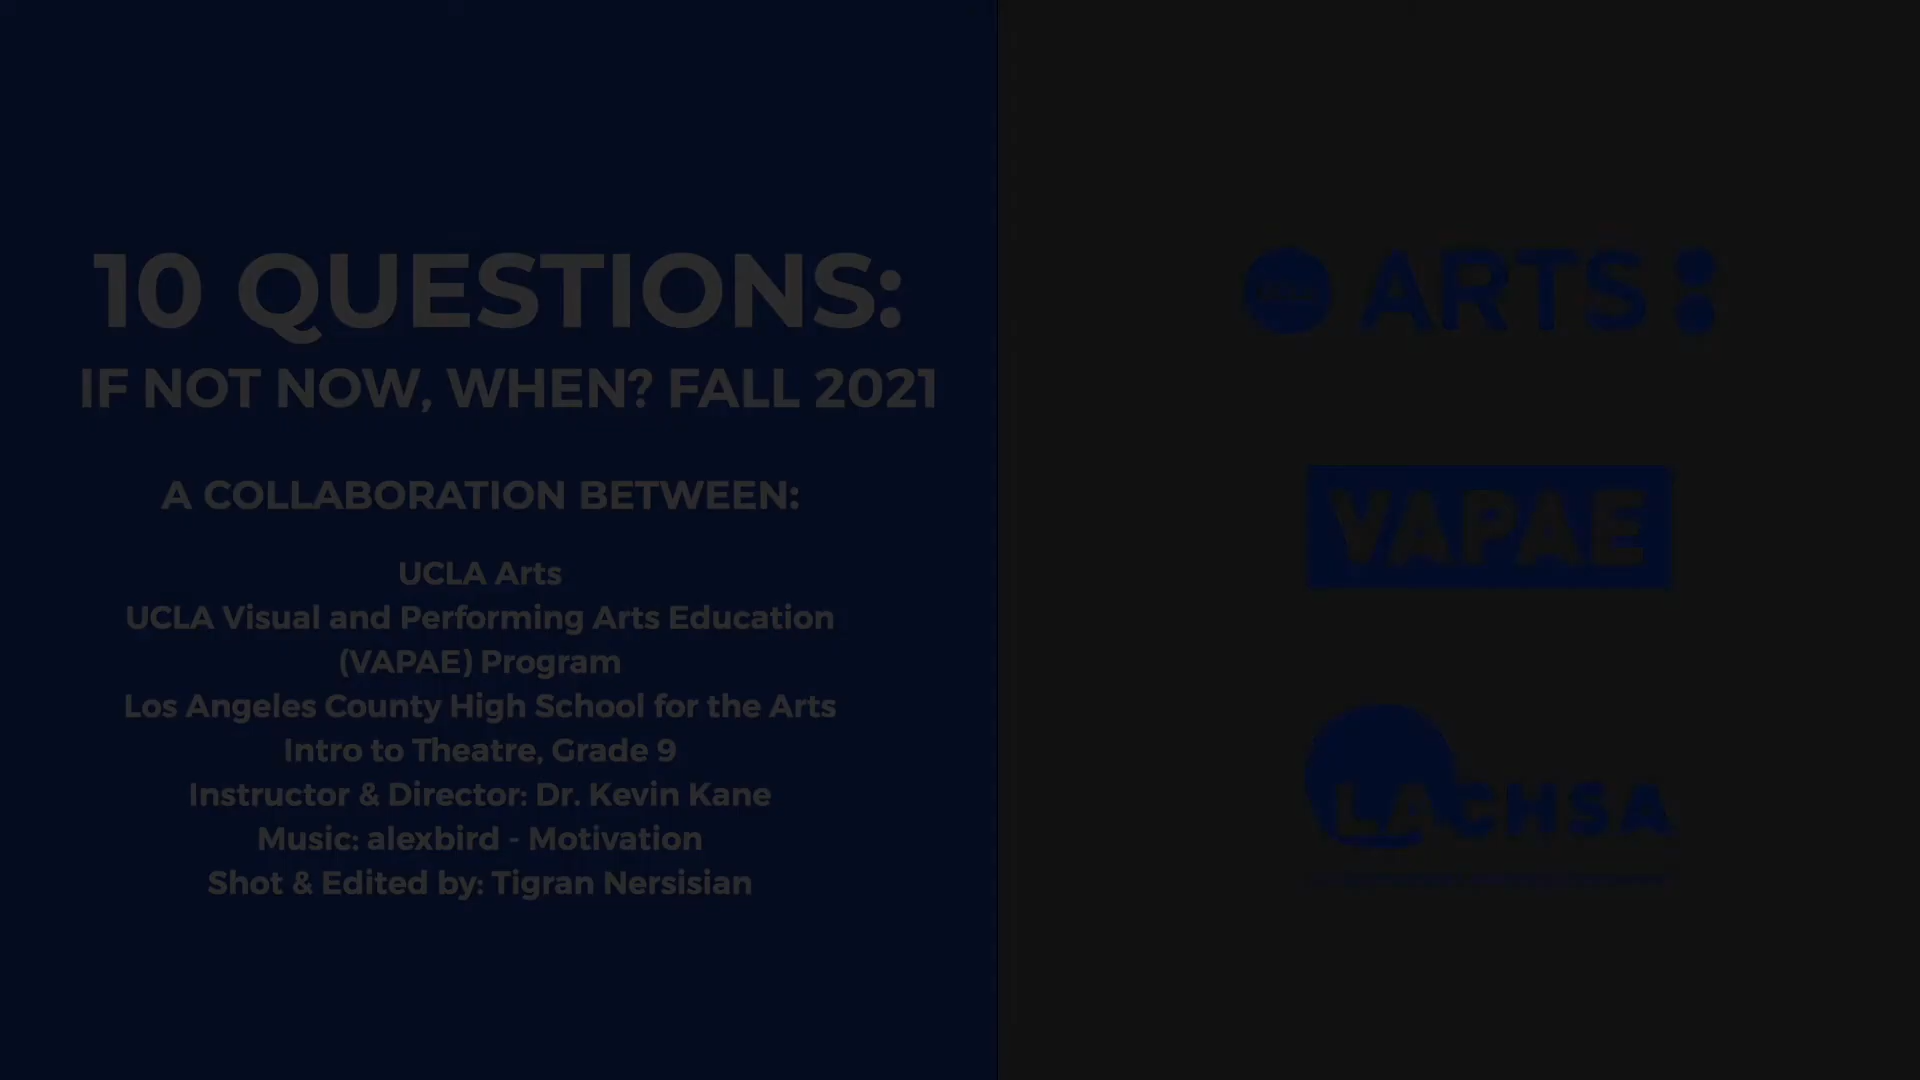 10 QUESTIONS:
IF NOT NOW, WHEN? FALL 2021
A COLLABORATION BETWEEN:
UCLA Arts
UCLA Visual and Performing Arts Education
(VAPAE) Program
Los Angeles County High School for the Arts
Intro to Theatre, Grade 9
Instructor & Director: Dr. Kevin Kane
Music: alexbird - Motivation
Shot & Edited by: Tigran Nersisian
ARTS:
VAPAE
LACHSA